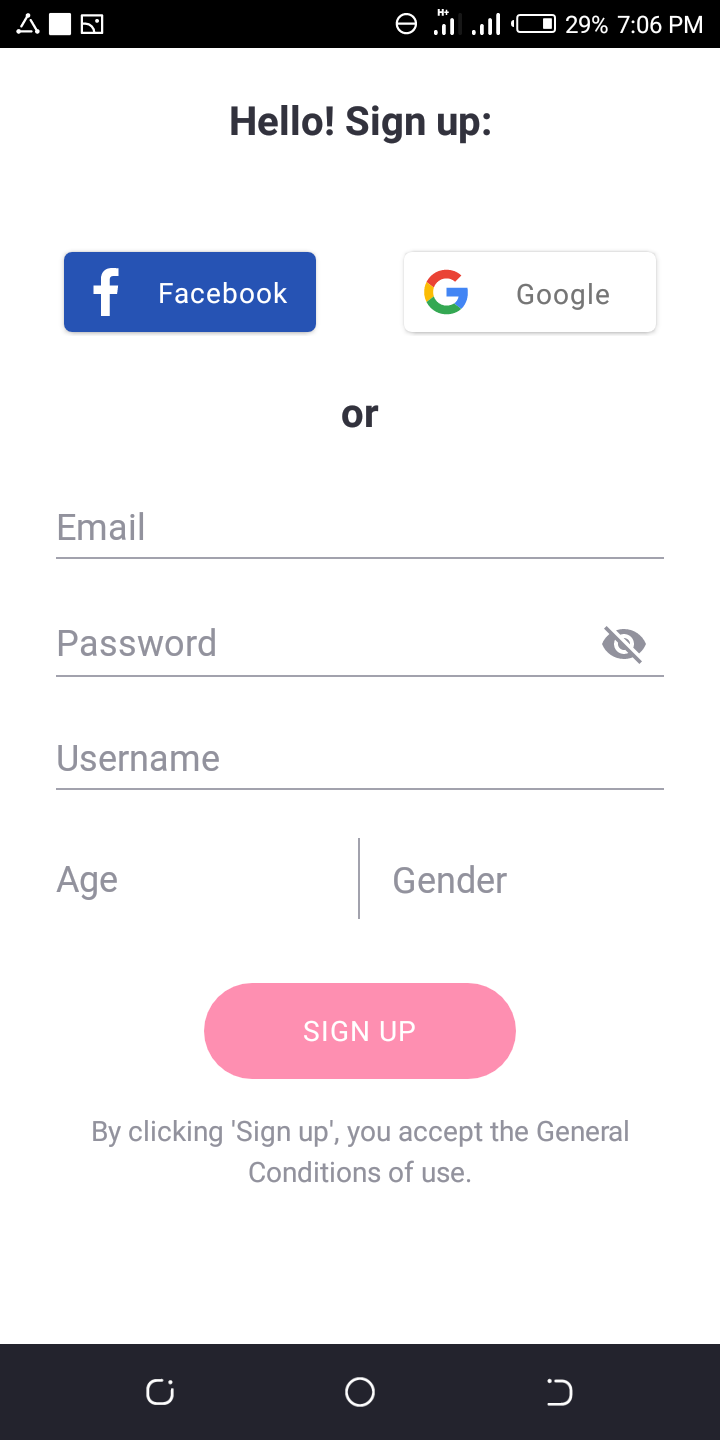 H+ 29% 7:06 PM
Hello! Sign up:
Facebook Google
or
Email
Password
Username
Age Gender
SIGN UP
By clicking 'Sign up', you accept the General
Conditions of use.